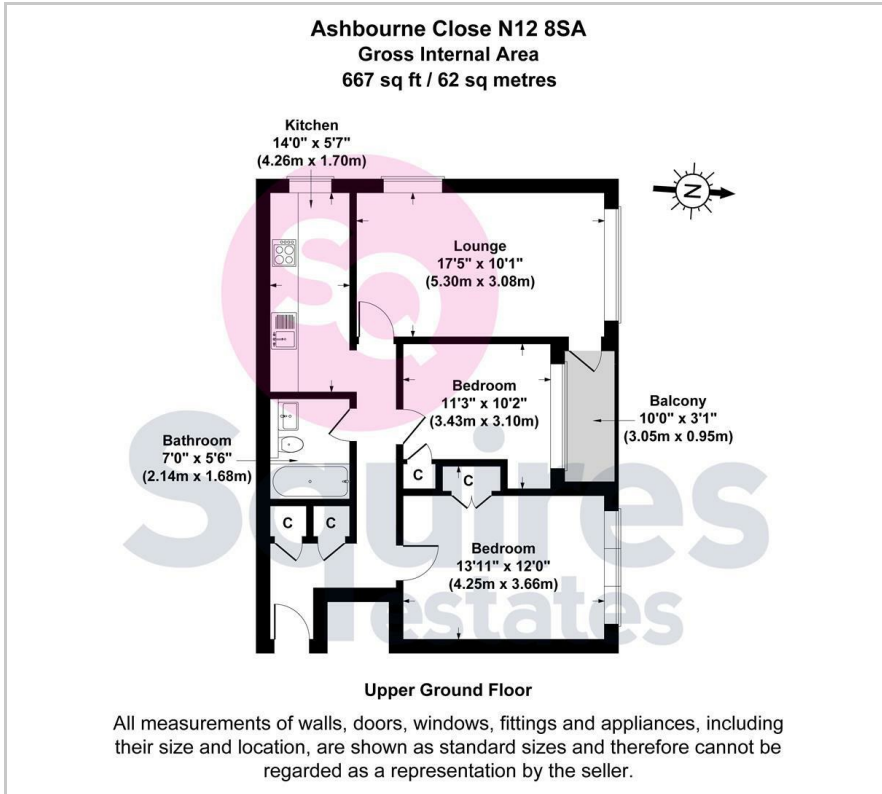 Ashbourne Close N12 8SA
Gross Internal Area
667 sq ft / 62 sq metres
Kitchen
14'0" x 5'7"
(4.26m x 1.70m)
N
SQ
Lounge
17'5" x 10'1"
(5.30m x 3.08m)
Bedroom
11'3" x 10'2"
(3.43m x 3.10m)
Balcony
10'0" x 3'1"
(3.05m x 0.95m)
Bathroom
7'0" x 5'6"
(2.14m x 1.68m)
C
C
C
C
Squires
estates
Bedroom
13'11" x 12'0"
(4.25m x 3.66m)
Upper Ground Floor
All measurements of walls, doors, windows, fittings and appliances, including
their size and location, are shown as standard sizes and therefore cannot be
regarded as a representation by the seller.